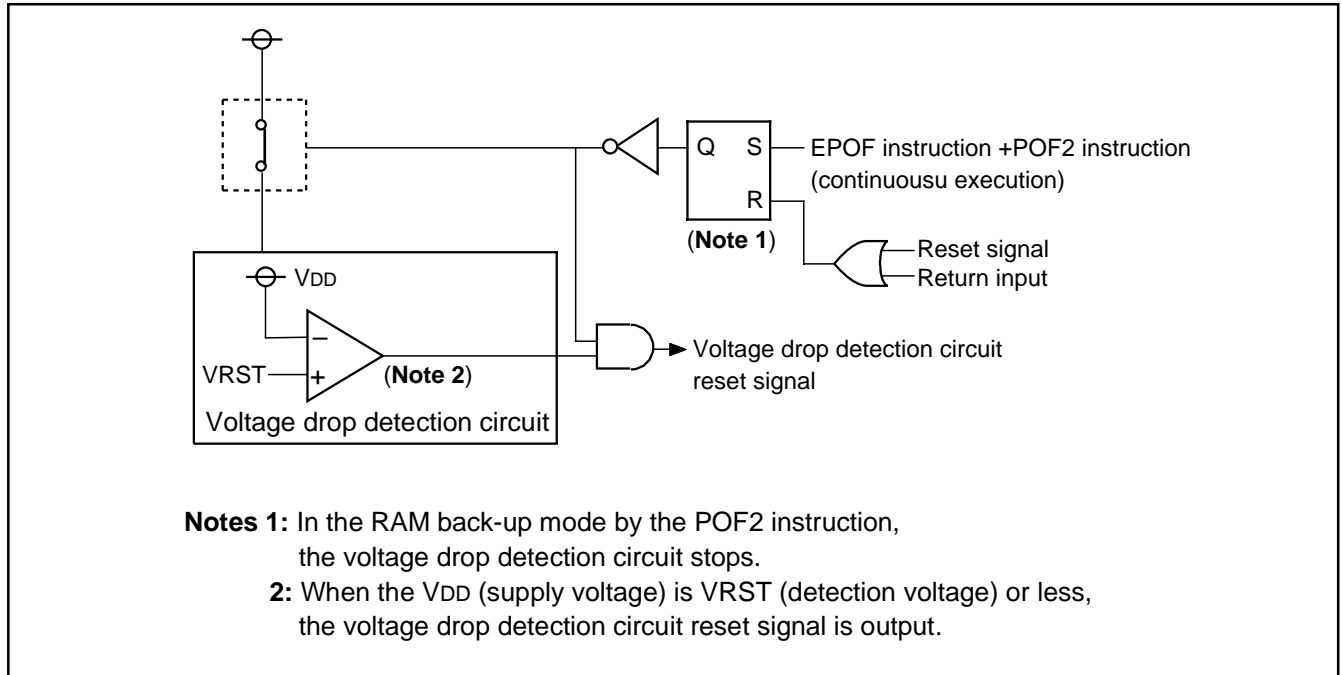 Q S
EPOF instruction +POF2 instruction
(continuousu execution)
R
(Note 1)
Reset signal
Return input
VDD
−
VRST
+
(Note 2)
Voltage drop detection circuit
reset signal
Voltage drop detection circuit
Notes 1: In the RAM back-up mode by the POF2 instruction,
the voltage drop detection circuit stops.
2: When the VDD (supply voltage) is VRST (detection voltage) or less,
the voltage drop detection circuit reset signal is output.